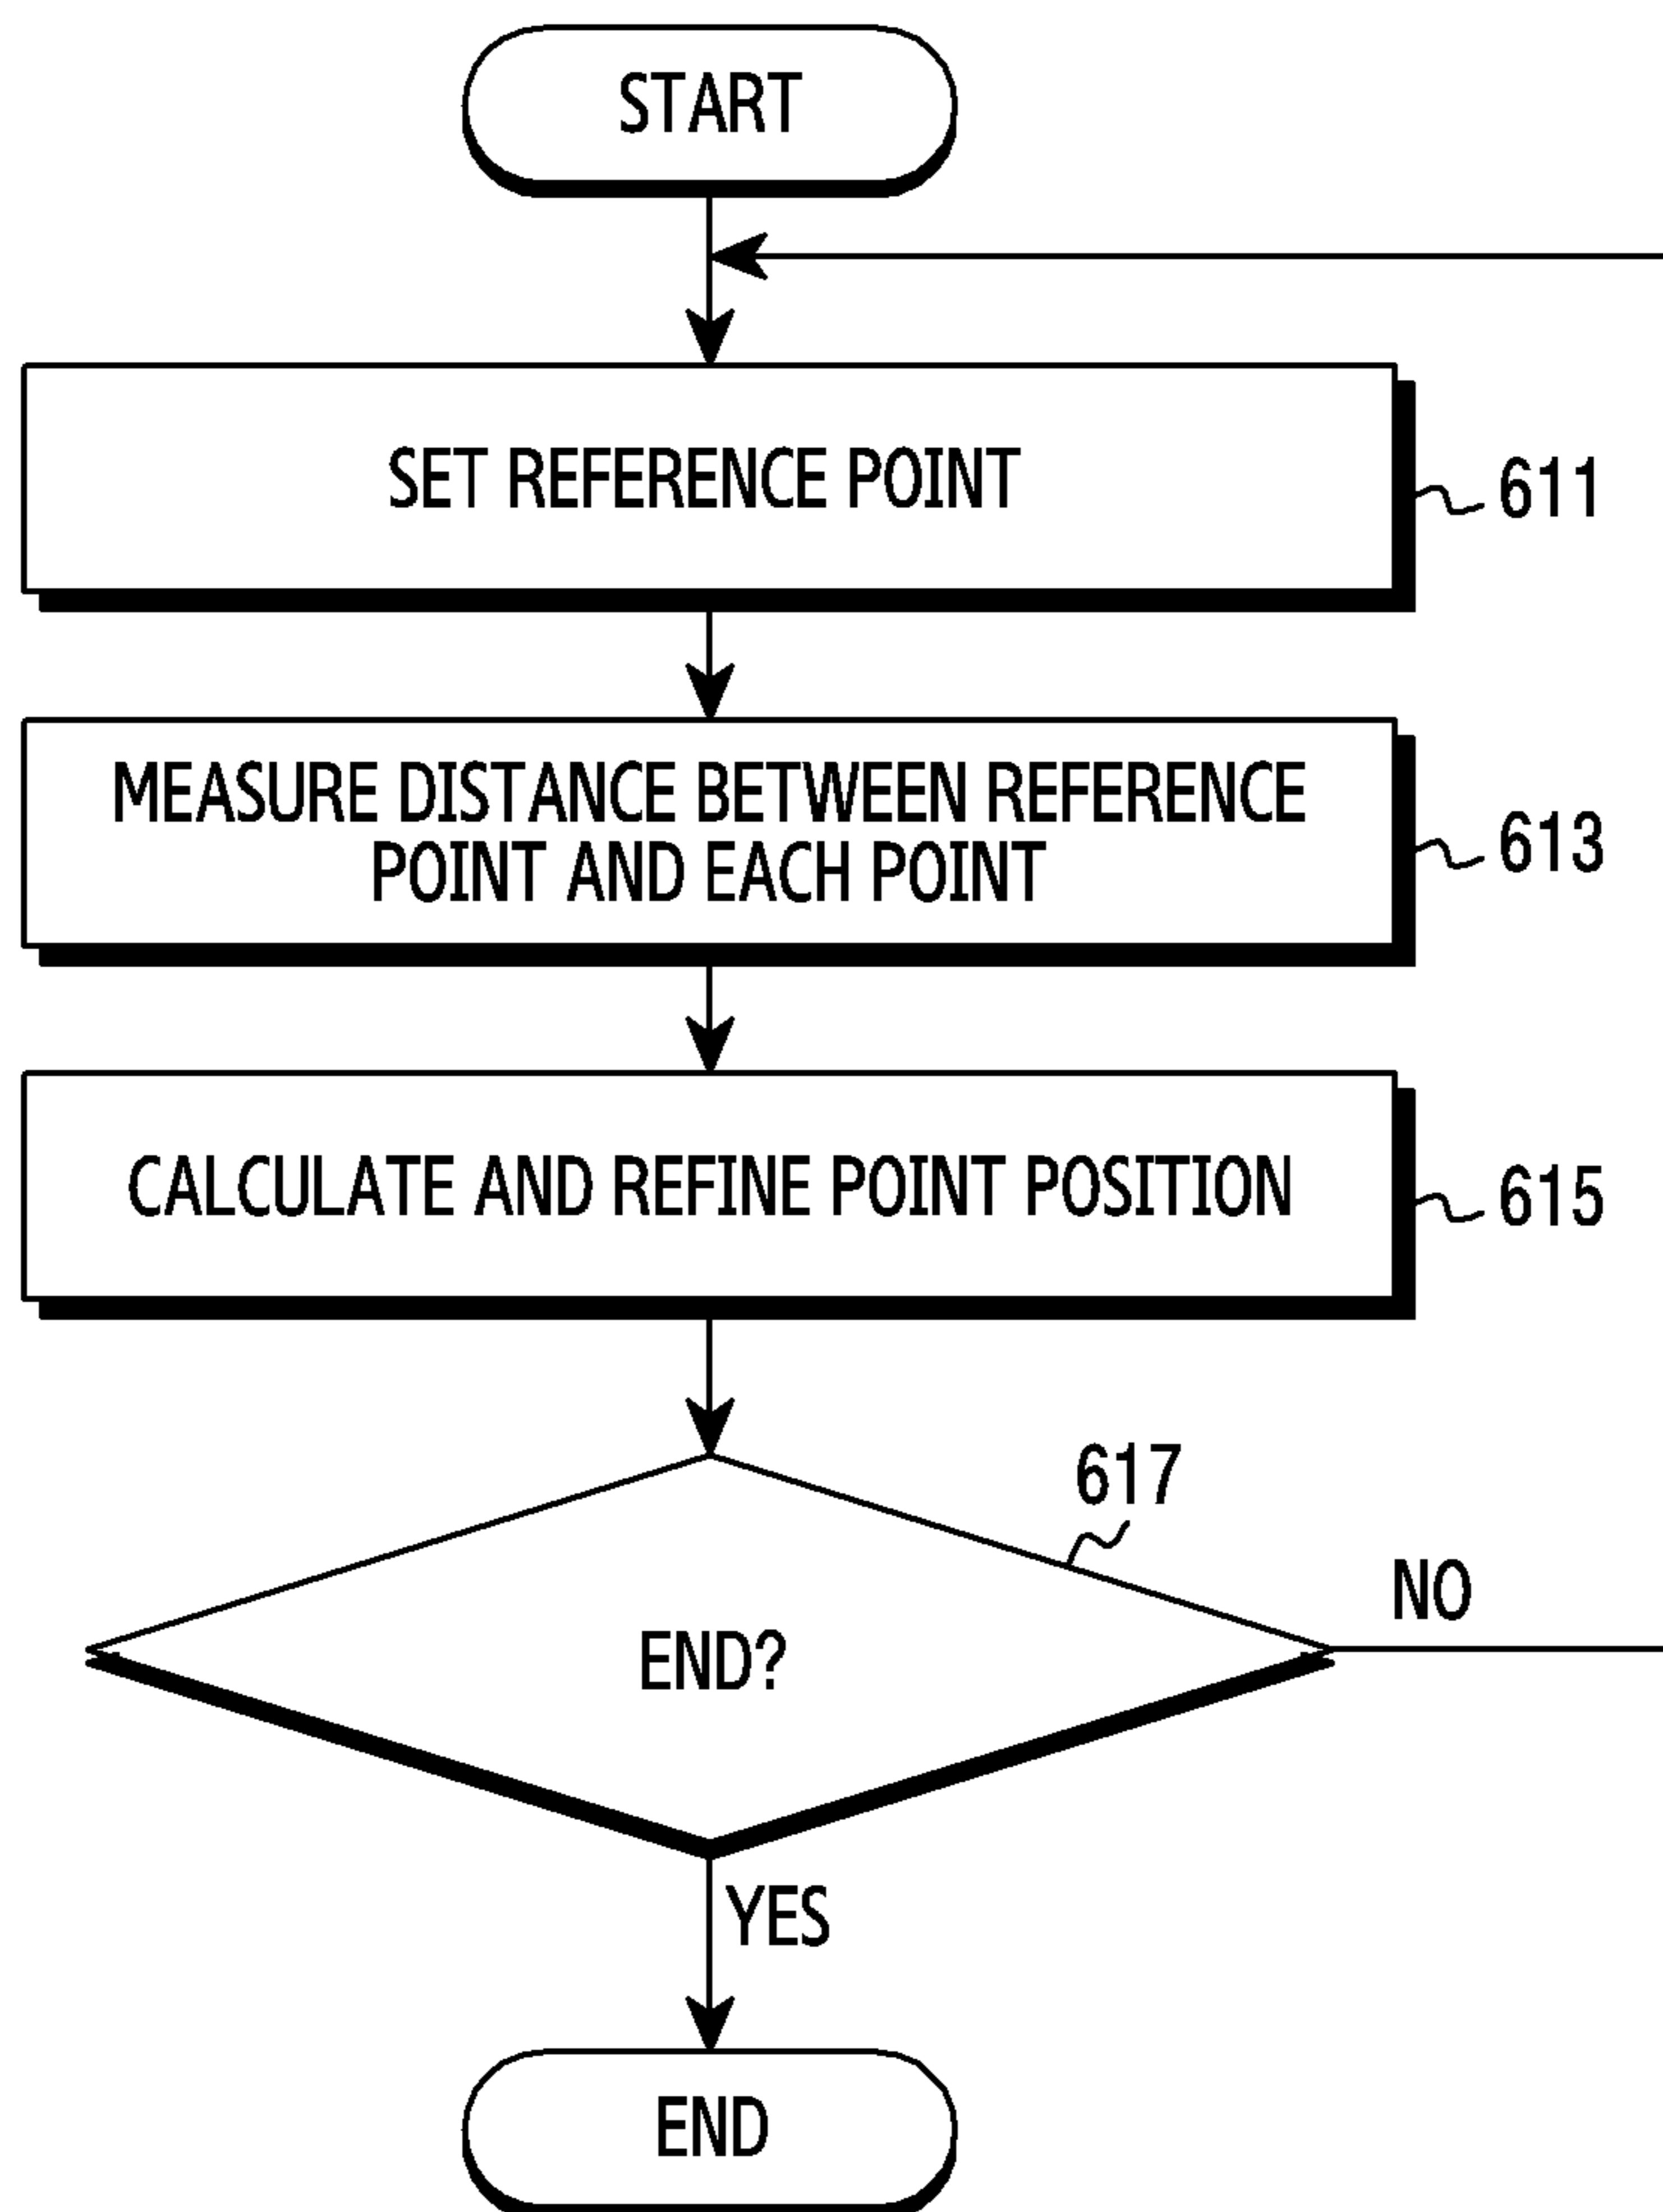 START
SET REFERENCE POINT
611
MEASURE DISTANCE BETWEEN REFERENCE
POINT AND EACH POINT
613
CALCULATE AND REFINE POINT POSITION
615
617
END?
NO
YES
END